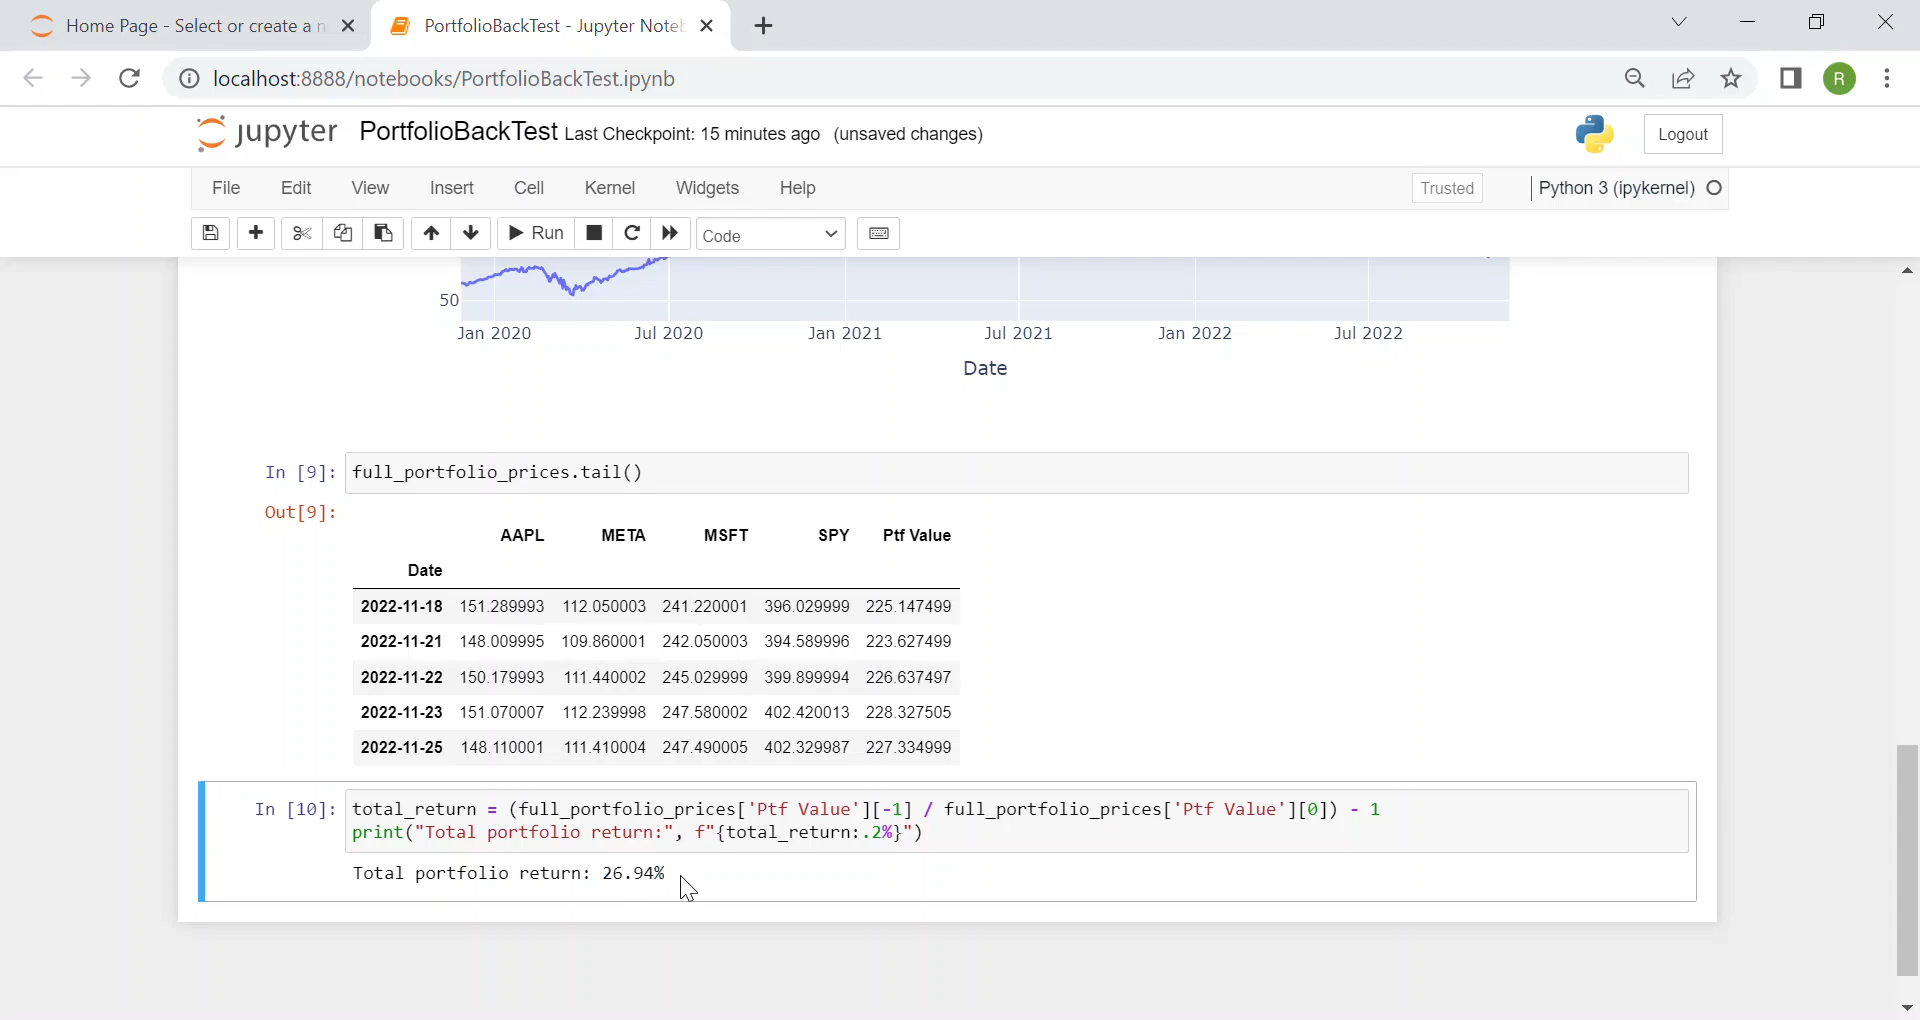 Home Page - Select or create a n
PortfolioBackTest - Jupyter Noteb
localhost:8888/notebooks/PortfolioBackTest.ipynb
R
jupyter PortfolioBackTest Last Checkpoint: 15 minutes ago (unsaved changes)
Logout
File Edit View Insert Cell Kernel Widgets Help
Trusted
Python 3 (ipykernel)
Run
Code
50
Jan 2020 Jul 2020 Jan 2021 Jul 2021 Jan 2022 Jul 2022
Date
In [9]: full_portfolio_prices.tail()
Out[9]:
AAPL META MSFT SPY Ptf Value
Date
2022-11-18 151.289993 112.050003 241.220001 396.029999 225.147499
2022-11-21 148.009995 109.860001 242.050003 394.589996 223.627499
2022-11-22 150.179993 111.440002 245.029999 399.899994 226.637497
2022-11-23 151.070007 112.239998 247.580002 402.420013 228.327505
2022-11-25 148.110001 111.410004 247.490005 402.329987 227.334999
In [10]: total_return = (full_portfolio_prices['Ptf Value'][-1] / full_portfolio_prices['Ptf Value'][0]) - 1
print("Total portfolio return:", f"{total_return:.2%}")
Total portfolio return: 26.94%